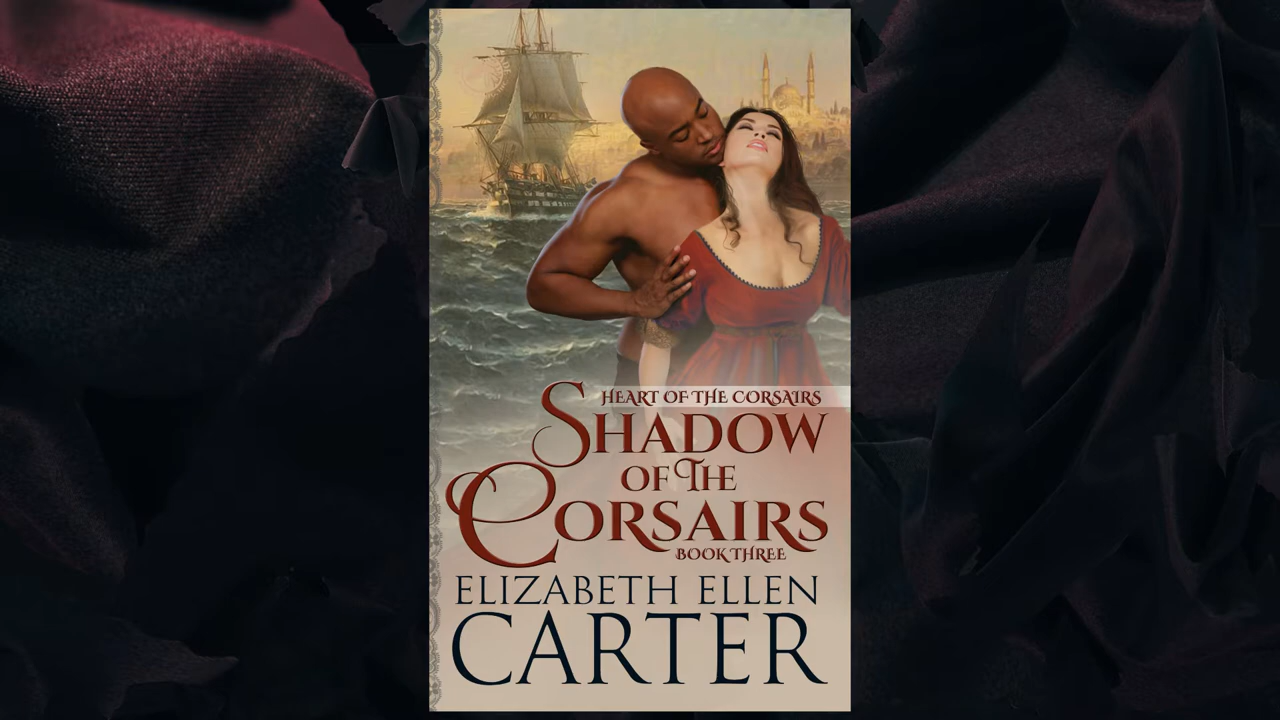 HEART OF THE CORSAIRS
SHADOW
OF THE
CORSAIRS
BOOK THREE
ELIZABETH ELLEN
CARTER